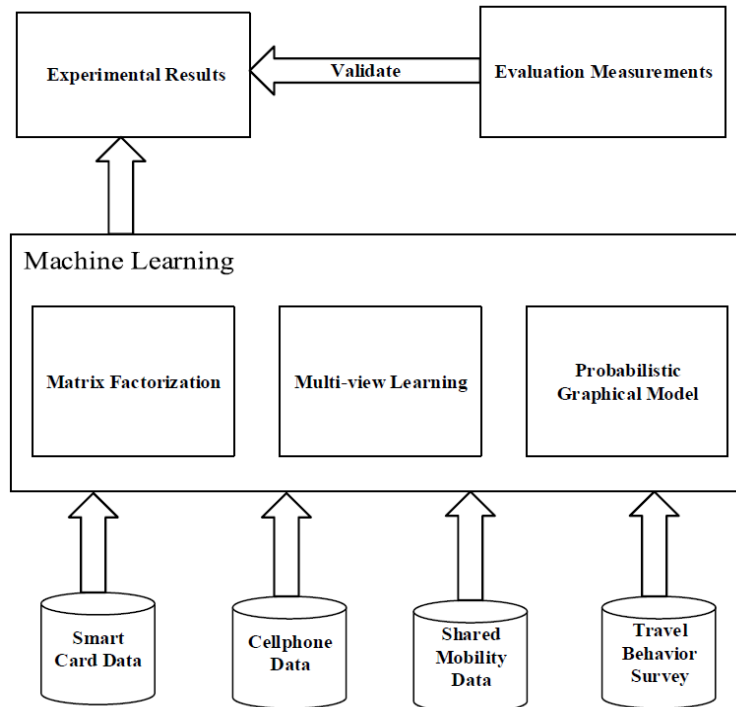 Experimental Results
Validate
Evaluation Measurements
Machine Learning
Matrix Factorization
Multi-view Learning
Probabilistic
Graphical Model
Smart
Card Data
Cellphone
Data
Shared
Mobility
Data
Travel
Behavior
Survey